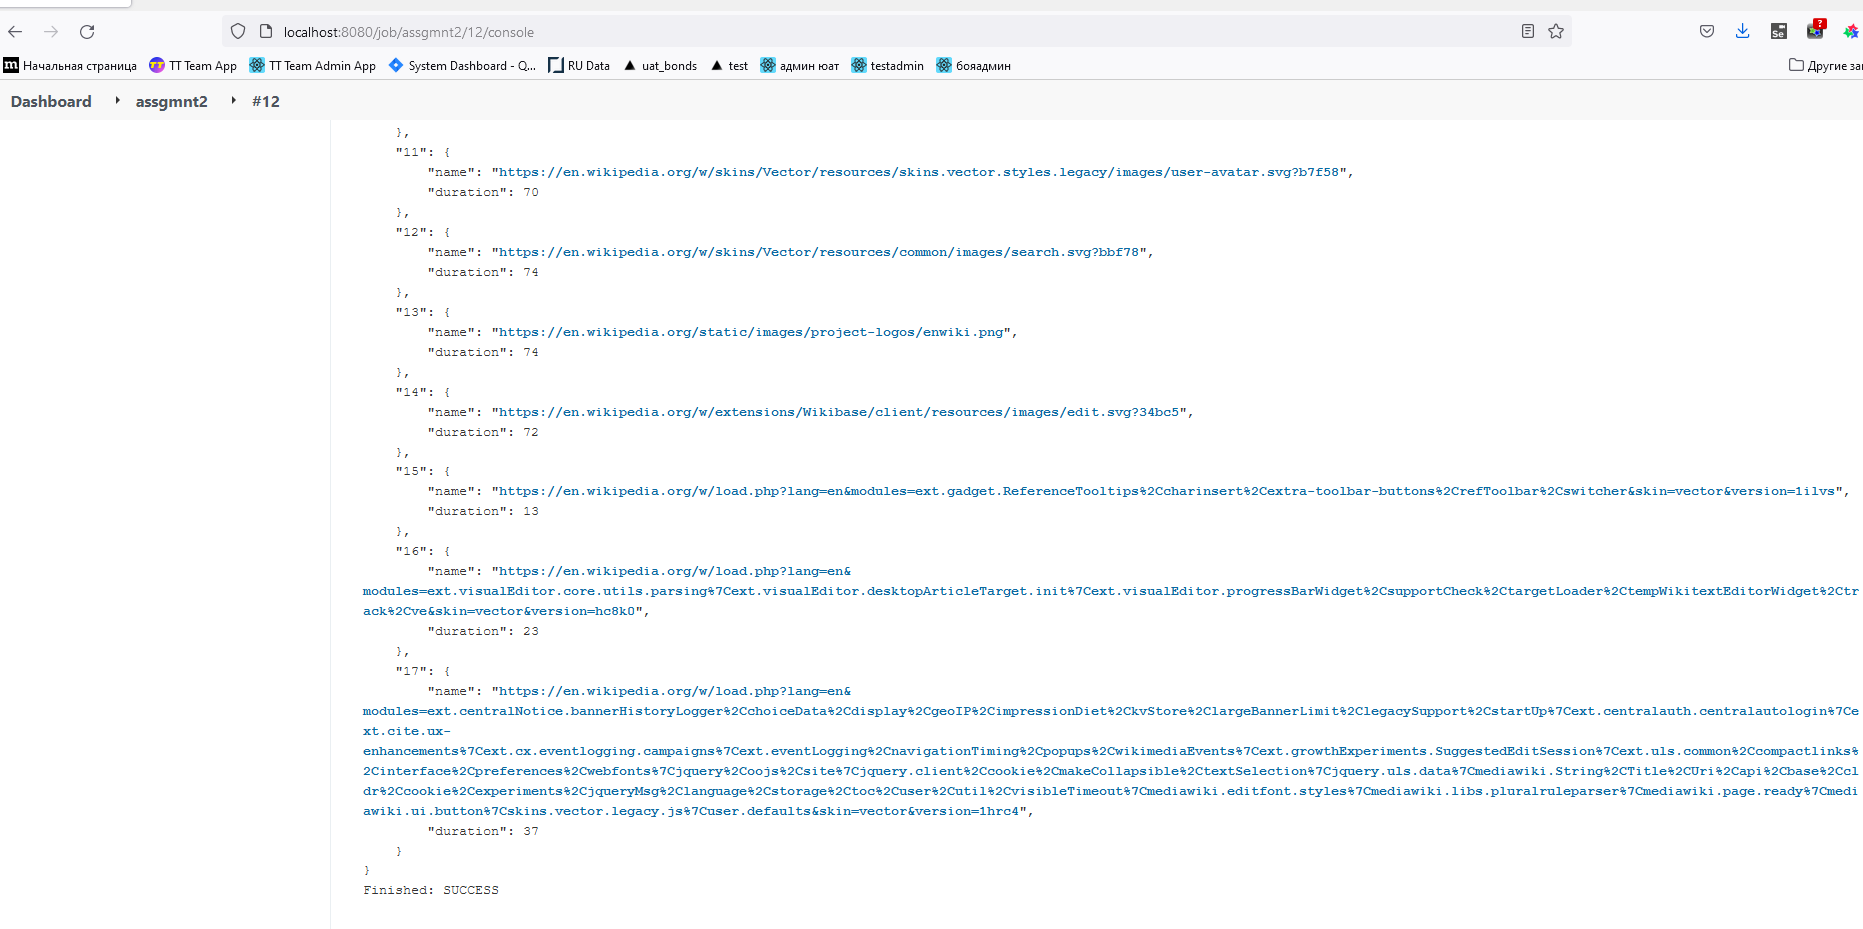 localhost:8080/job/assgmnt2/12/console
Se
?
m Начальная страница TT TT Team App TT Team Admin App System Dashboard - Q... RU Data uat_bonds test админ юат testadmin бояадмин Другие за
Dashboard assgmnt2 #12
},
"11": {
"name": "https://en.wikipedia.org/w/skins/Vector/resources/skins.vector.styles.legacy/images/user-avatar.svg?b7f58",
"duration": 70
},
"12": {
"name": "https://en.wikipedia.org/w/skins/Vector/resources/common/images/search.svg?bbf78",
"duration": 74
},
"13": {
"name": "https://en.wikipedia.org/static/images/project-logos/enwiki.png",
"duration": 74
},
"14": {
"name": "https://en.wikipedia.org/w/extensions/Wikibase/client/resources/images/edit.svg?34bc5",
"duration": 72
},
"15": {
"name": "https://en.wikipedia.org/w/load.php?lang=en&modules=ext.gadget.ReferenceTooltips%2Ccharinsert%2Cextra-toolbar-buttons%2CrefToolbar%2Cswitcher&skin=vector&version=1ilvs",
"duration": 13
},
"16": {
"name": "https://en.wikipedia.org/w/load.php?lang=en&
modules=ext.visualEditor.core.utils.parsing%7Cext.visualEditor.desktopArticleTarget.init%7Cext.visualEditor.progressBarWidget%2CsupportCheck%2CtargetLoader%2CtempWikitextEditorWidget%2Ctr
ack%2Cve&skin=vector&version=hc8k0",
"duration": 23
},
"17": {
"name": "https://en.wikipedia.org/w/load.php?lang=en&
modules=ext.centralNotice.bannerHistoryLogger%2CchoiceData%2Cdisplay%2CgeoIP%2CimpressionDiet%2CkvStore%2ClargeBannerLimit%2ClegacySupport%2CstartUp%7Cext.centralauth.centralautologin%7Ce
xt.cite.ux-
enhancements%7Cext.cx.eventlogging.campaigns%7Cext.eventLogging%2CnavigationTiming%2Cpopups%2CwikimediaEvents%7Cext.growthExperiments.SuggestedEditSession%7Cext.uls.common%2Ccompactlinks%
2Cinterface%2Cpreferences%2Cwebfonts%7Cjquery%2Coojs%2Csite%7Cjquery.client%2Ccookie%2CmakeCollapsible%2CtextSelection%7Cjquery.uls.data%7Cmediawiki.String%2CTitle%2CUri%2Capi%2Cbase%2Ccl
dr%2Ccookie%2Cexperiments%2CjqueryMsg%2Clanguage%2Cstorage%2Ctoc%2Cuser%2Cutil%2CvisibleTimeout%7Cmediawiki.editfont.styles%7Cmediawiki.libs.pluralruleparser%7Cmediawiki.page.ready%7Cmedi
awiki.ui.button%7Cskins.vector.legacy.js%7Cuser.defaults&skin=vector&version=1hrc4",
"duration": 37
}
}
Finished: SUCCESS